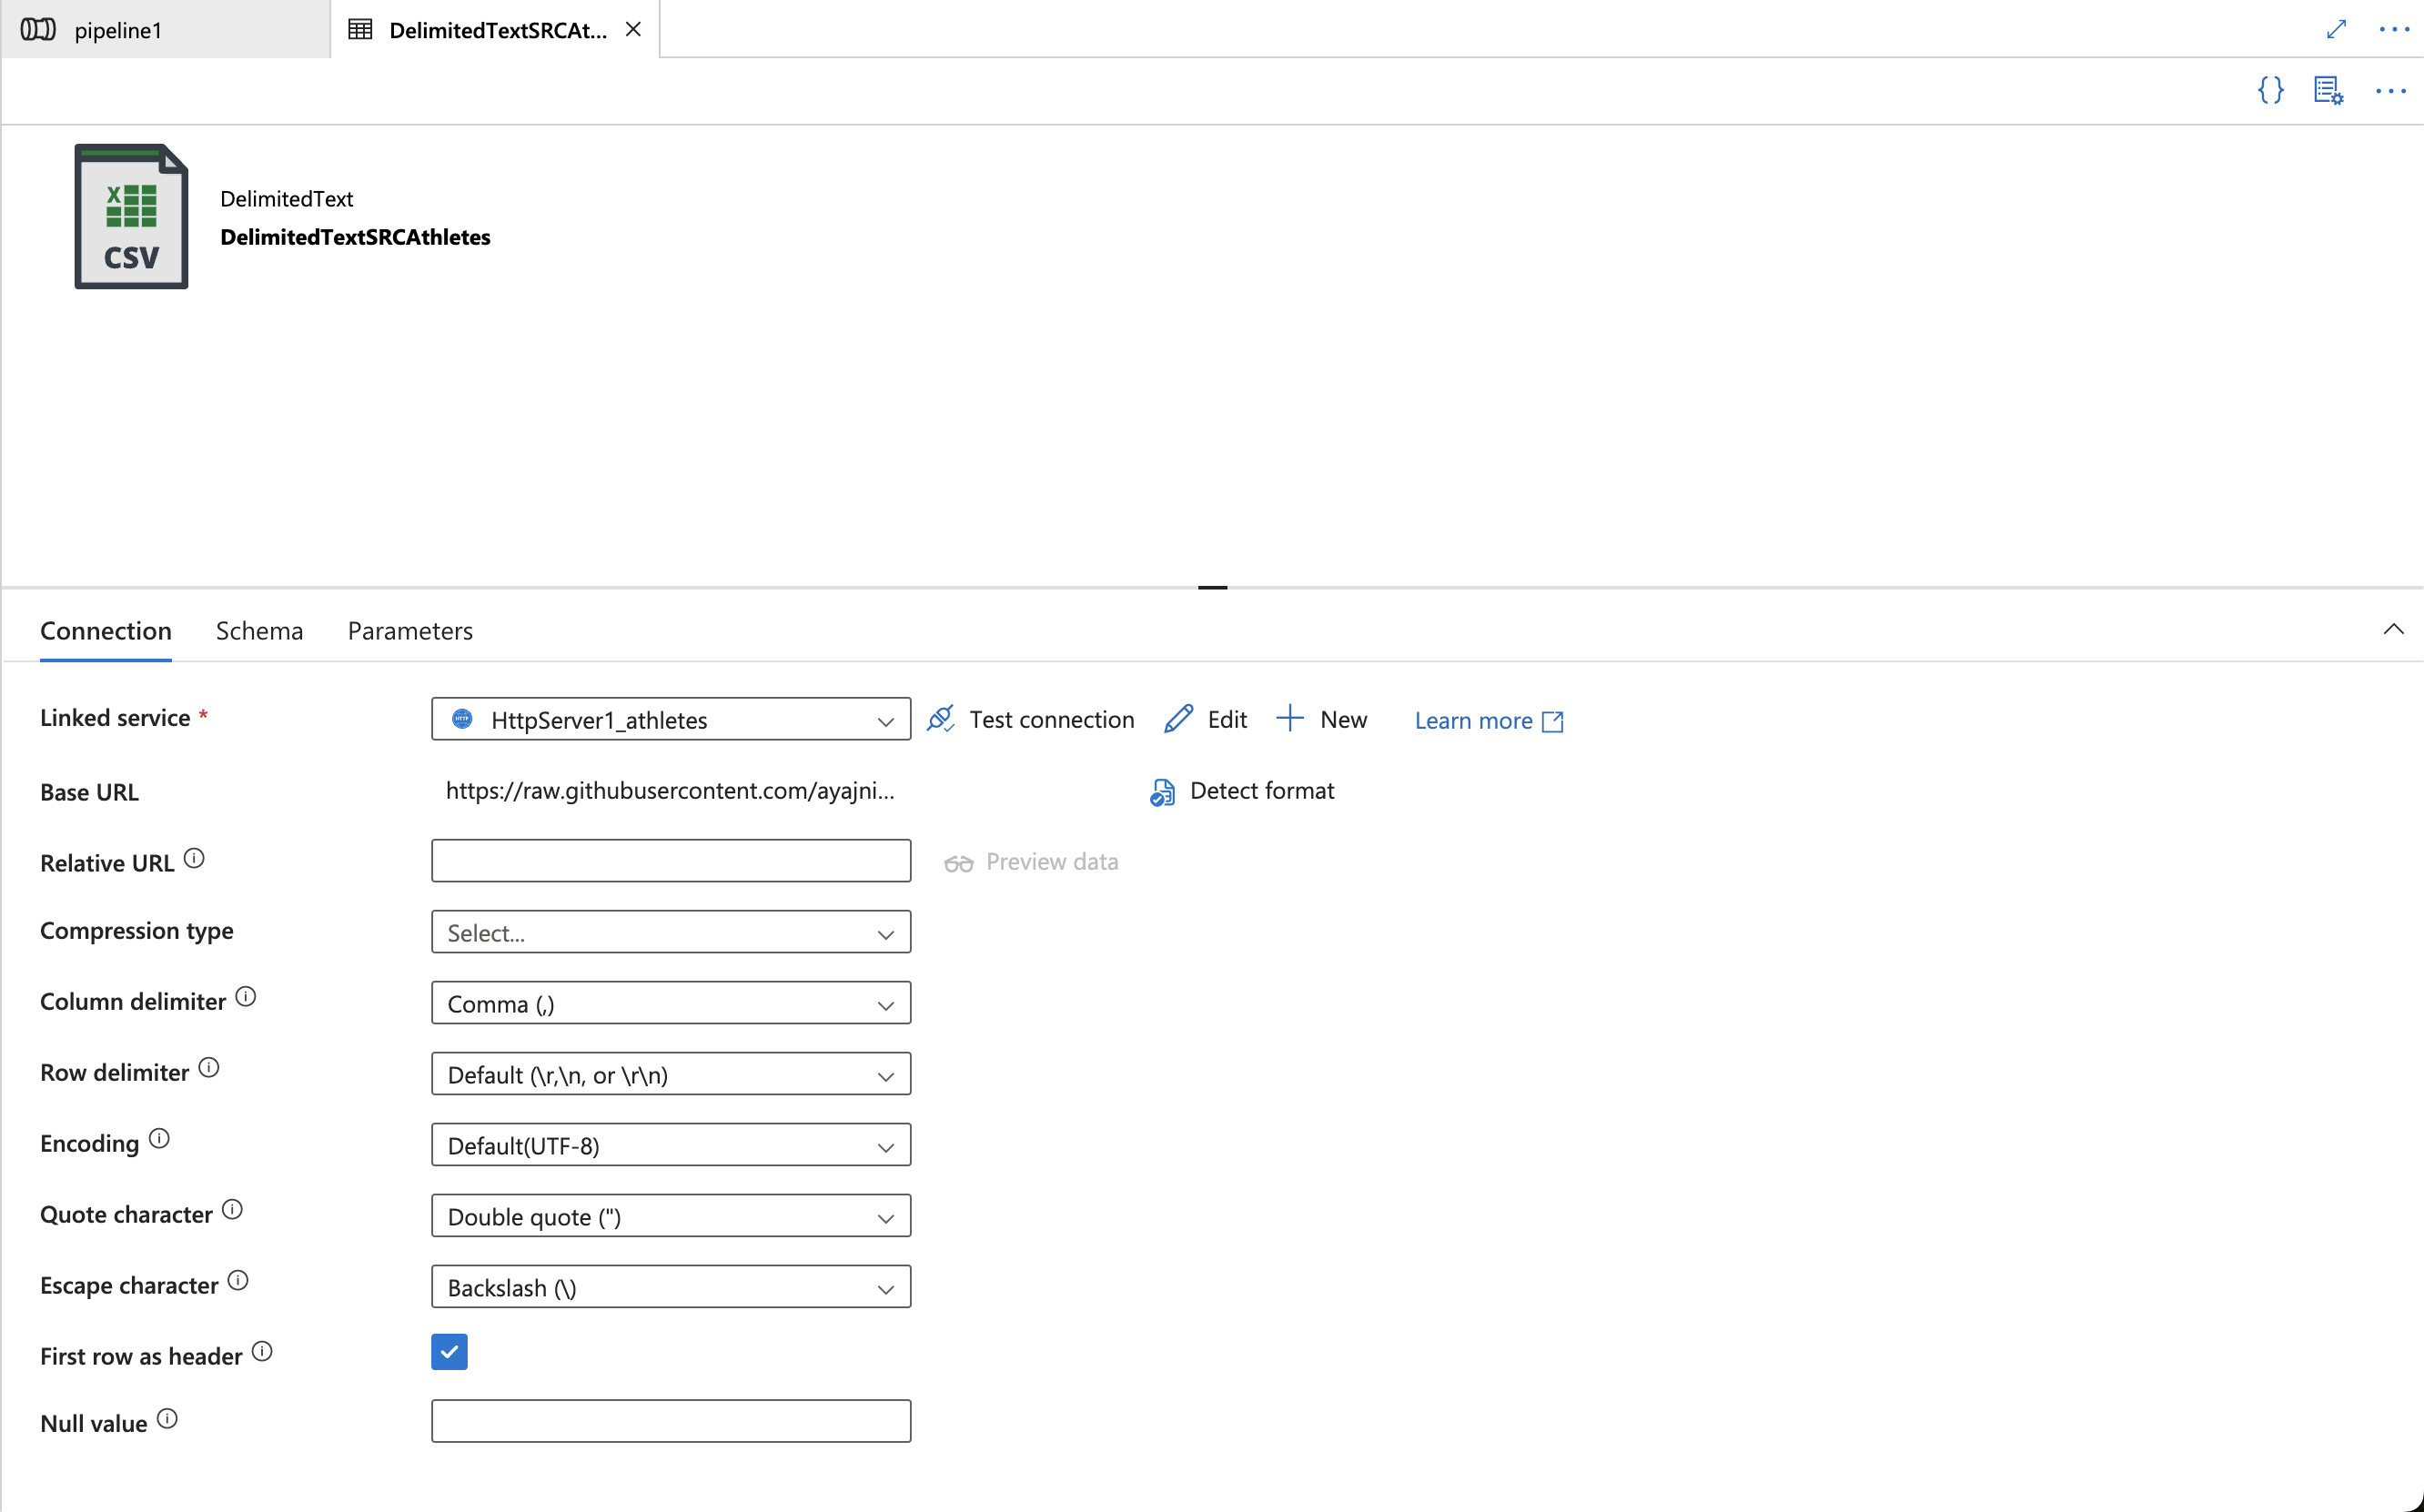 pipeline1
DelimitedTextSRCAt...
X
CSV
DelimitedText
DelimitedTextSRCAthletes
Connection Schema Parameters
Linked service * HTTP HttpServer1_athletes Test connection Edit New Learn more
Base URL https://raw.githubusercontent.com/ayajni... Detect format
Relative URL Preview data
Compression type Select...
Column delimiter Comma (,)
Row delimiter Default (\r,\n, or \r\n)
Encoding Default(UTF-8)
Quote character Double quote (")
Escape character Backslash (\)
First row as header
Null value